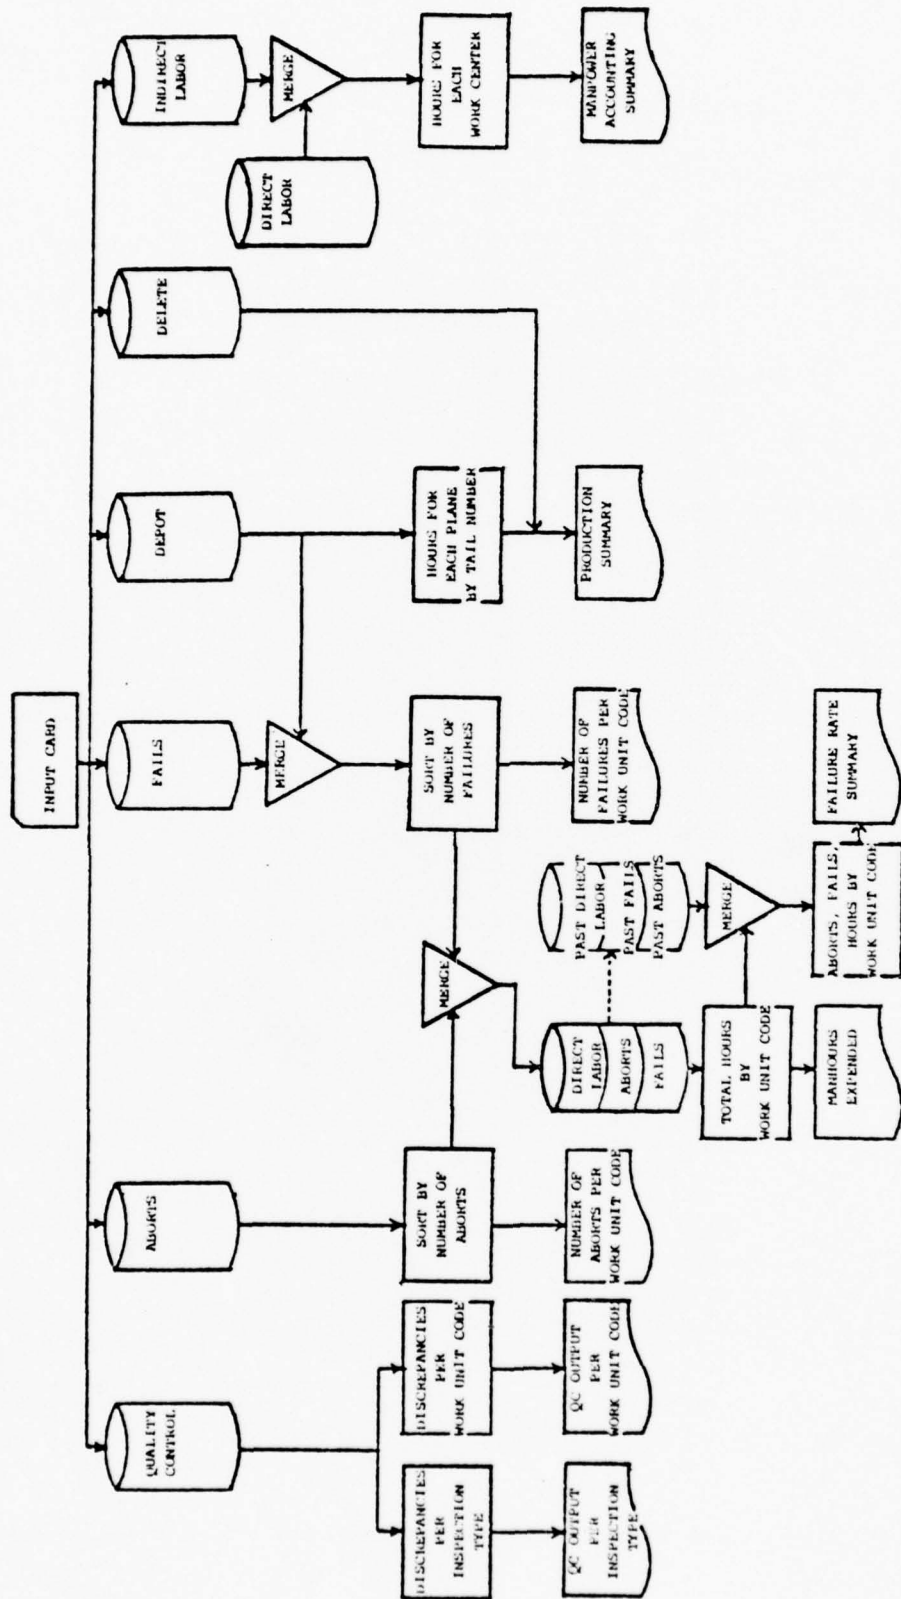 INPUT CARD
QUALITY
CONTROL
ABORTS
FAILS
DEPOT
DELETE
INDIRECT
LABOR
MERGE
DIRECT
LABOR
MERGE
DISCREPANCIES
PER
INSPECTION
TYPE
DISCREPANCIES
PER
WORK UNIT CODE
SORT BY
NUMBER OF
ABORTS
MERGE
SORT BY
NUMBER OF
FAILURES
HOURS FOR
EACH PLANE
BY TAIL NUMBER
HOURS FOR
EACH
WORK CENTER
QC OUTPUT
PER
INSPECTION
TYPE
QC OUTPUT
PER
WORK UNIT CODE
NUMBER OF
ABORTS PER
WORK UNIT CODE
DIRECT
LABOR
ABORTS
FAILS
PAST DIRECT
LABOR
PAST FAILS
PAST ABORTS
NUMBER OF
FAILURES PER
WORK UNIT CODE
PRODUCTION
SUMMARY
MANPOWER
ACCOUNTING
SUMMARY
TOTAL HOURS
BY
WORK UNIT CODE
MERGE
MANHOURS
EXPENDED
ABORTS, FAILS,
HOURS BY
WORK UNIT CODE
FAILURE RATE
SUMMARY